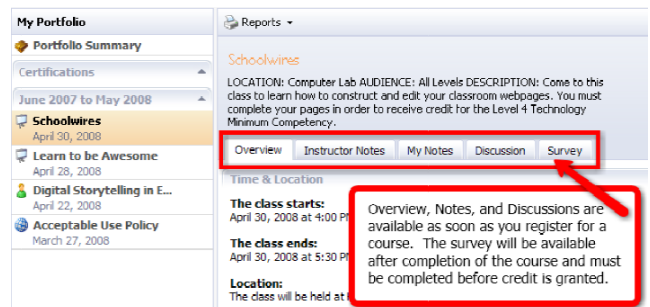 My Portfolio
Portfolio Summary
Certifications
June 2007 to May 2008
Schoolwires
April 30, 2008
Learn to be Awesome
April 28, 2008
Digital Storytelling in E...
April 22, 2008
Acceptable Use Policy
March 27, 2008
Reports
Schoolwires
LOCATION: Computer Lab AUDIENCE: All Levels DESCRIPTION: Come to this
class to learn how to construct and edit your classroom webpages. You must
complete your pages in order to receive credit for the Level 4 Technology
Minimum Competency.
Overview Instructor Notes My Notes Discussion Survey
Time & Location
The class starts:
April 30, 2008 at 4:00 PM
The class ends:
April 30, 2008 at 5:30 PM
Location:
The class will be held at
Overview, Notes, and Discussions are
available as soon as you register for a
course. The survey will be available
after completion of the course and must
be completed before credit is granted.